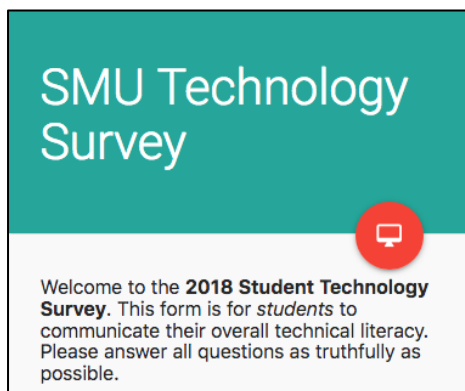 SMU Technology
Survey
Welcome to the 2018 Student Technology
Survey. This form is for students to
communicate their overall technical literacy.
Please answer all questions as truthfully as
possible.